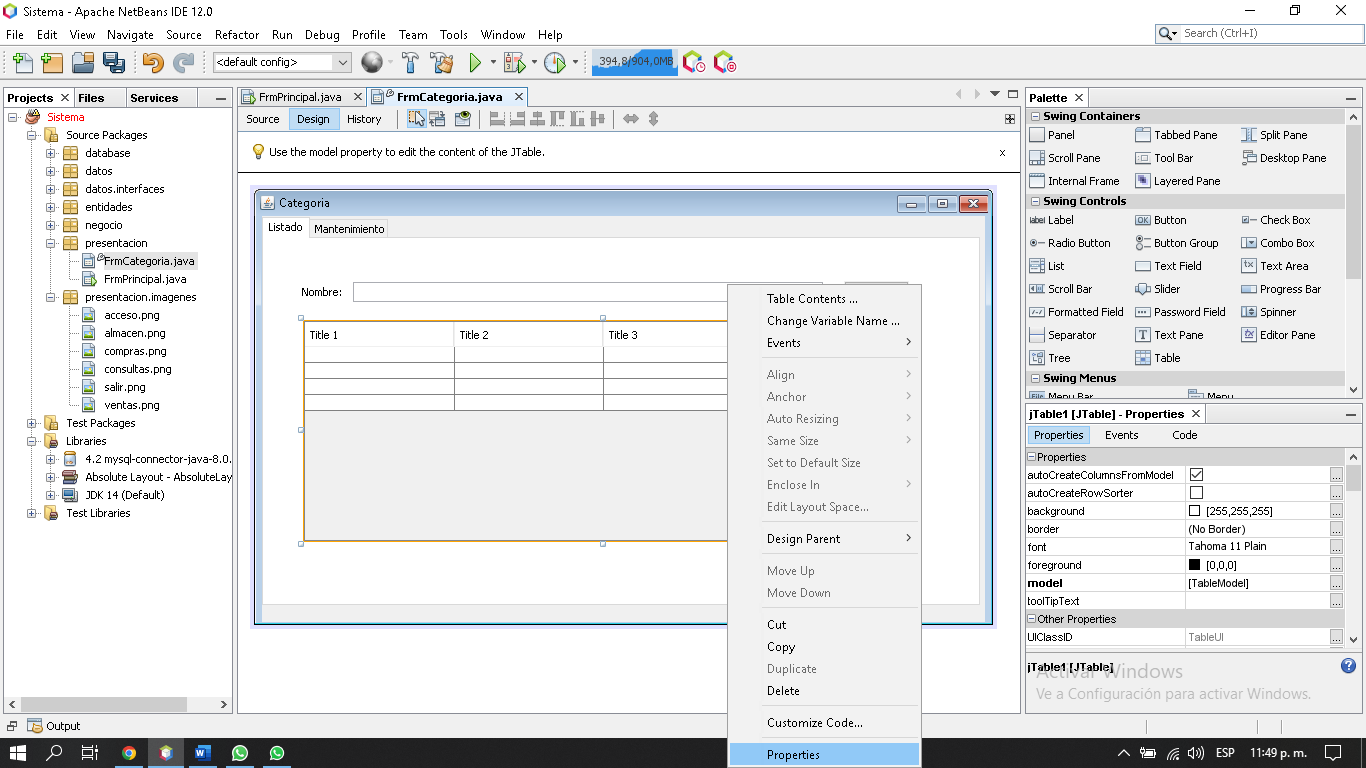 Sistema - Apache NetBeans IDE 12.0
File Edit View Navigate Source Refactor Run Debug Profile Team Tools Window Help
Search (Ctrl+I)
<default config>
394,8/904,0MB
Projects Files Services
Sistema
Source Packages
database
datos
datos.interfaces
entidades
negocio
presentacion
FrmCategoria.java
FrmPrincipal.java
presentacion.imagenes
acceso.png
almacen.png
compras.png
consultas.png
salir.png
ventas.png
Test Packages
Libraries
4.2 mysql-connector-java-8.0.
Absolute Layout - AbsoluteLay
JDK 14 (Default)
Test Libraries
FrmPrincipal.java FrmCategoria.java
Source Design History
Use the model property to edit the content of the JTable.
x
Categoria
Listado Mantenimiento
Nombre:
Title 1 Title 2 Title 3
Table Contents ...
Change Variable Name ...
Events
Align
Anchor
Auto Resizing
Same Size
Set to Default Size
Enclose In
Edit Layout Space...
Design Parent
Move Up
Move Down
Cut
Copy
Duplicate
Delete
Customize Code...
Properties
Palette
Swing Containers
Panel Tabbed Pane Split Pane
Scroll Pane Tool Bar Desktop Pane
Internal Frame Layered Pane
Swing Controls
Label Button Check Box
Radio Button Button Group Combo Box
List Text Field Text Area
Scroll Bar Slider Progress Bar
Formatted Field Password Field Spinner
Separator Text Pane Editor Pane
Tree Table
Swing Menus
Menu Bar Menu
jTable1 [JTable] - Properties
Properties Events Code
Properties
autoCreateColumnsFromModel
autoCreateRowSorter
background [255,255,255]
border (No Border)
font Tahoma 11 Plain
foreground [0,0,0]
model [TableModel]
toolTipText
Other Properties
UIClassID TableUI
jTable1 [JTable]
Activar Windows
Ve a Configuración para activar Windows.
Output
ESP 11:49 p. m.